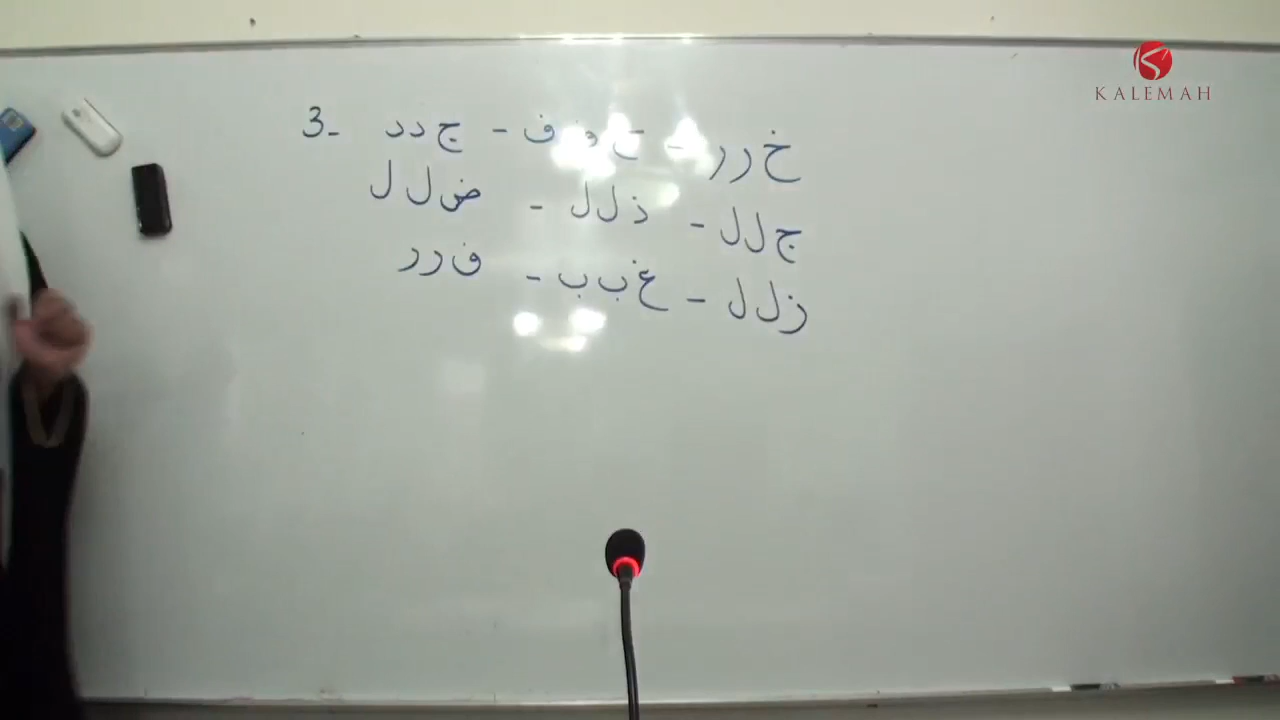 KALEMAH
خ ر ر - ع ف ف - ج د د -3
ج ل ل - ذ ل ل - ض ل ل
ز ل ل - غ ب ب - ف ر ر